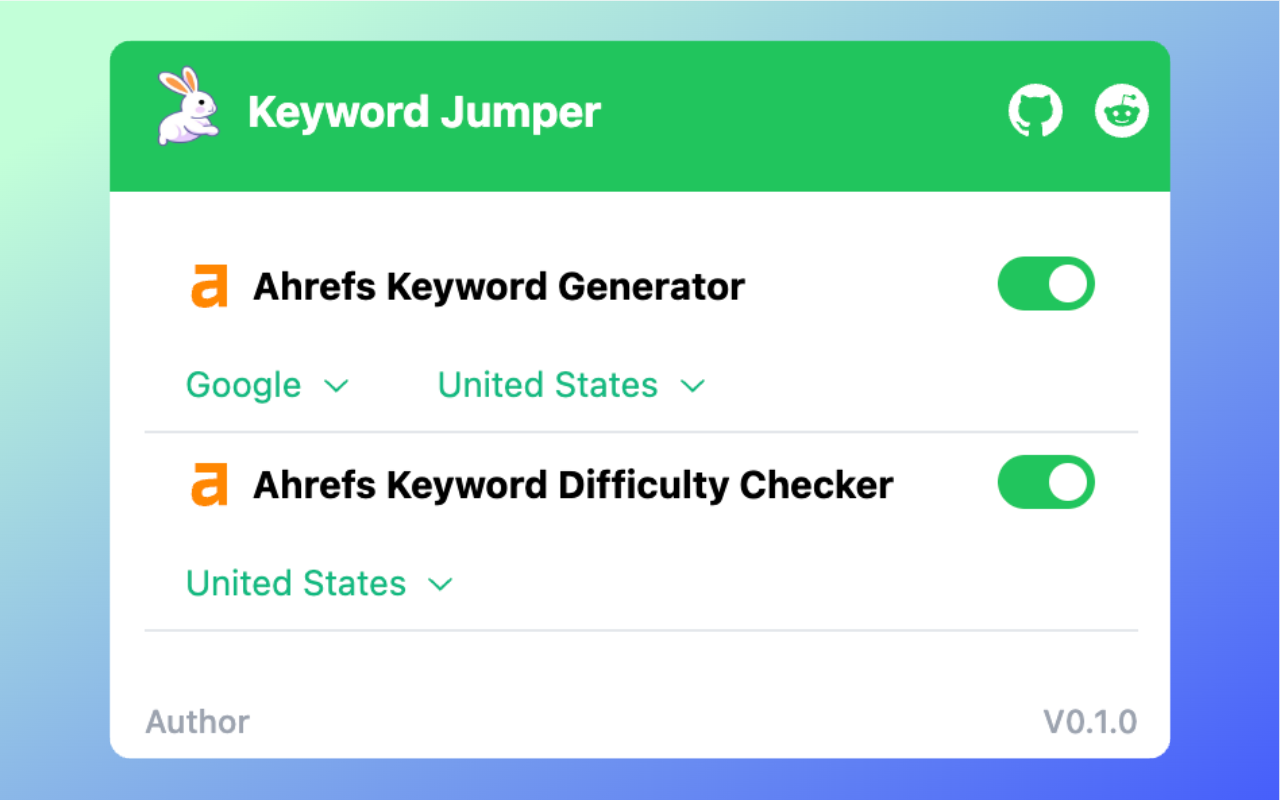 Keyword Jumper
Ahrefs Keyword Generator
Google United States
Ahrefs Keyword Difficulty Checker
United States
Author V0.1.0